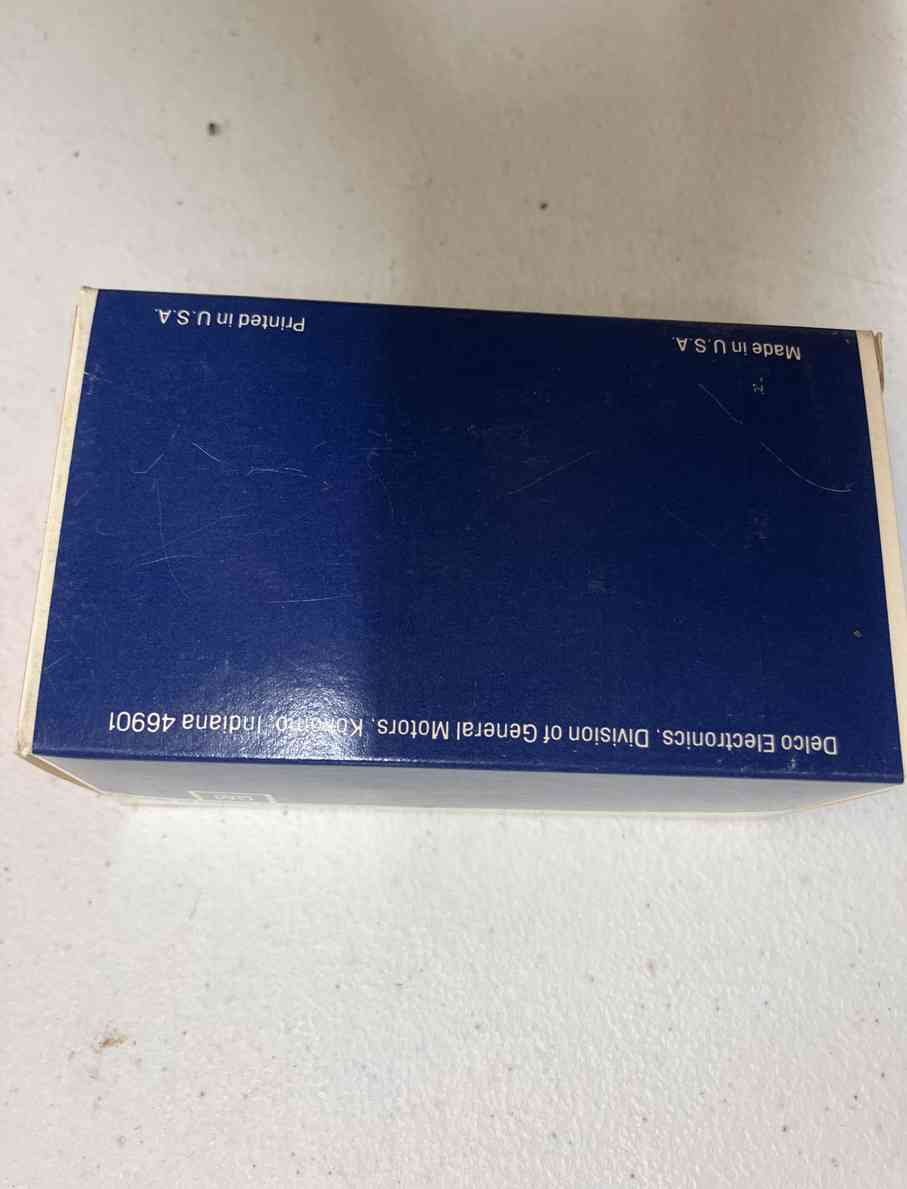 Delco Electronics, Division of General Motors, Kokomo, Indiana 46901
Made in U.S.A.
Printed in U.S.A.